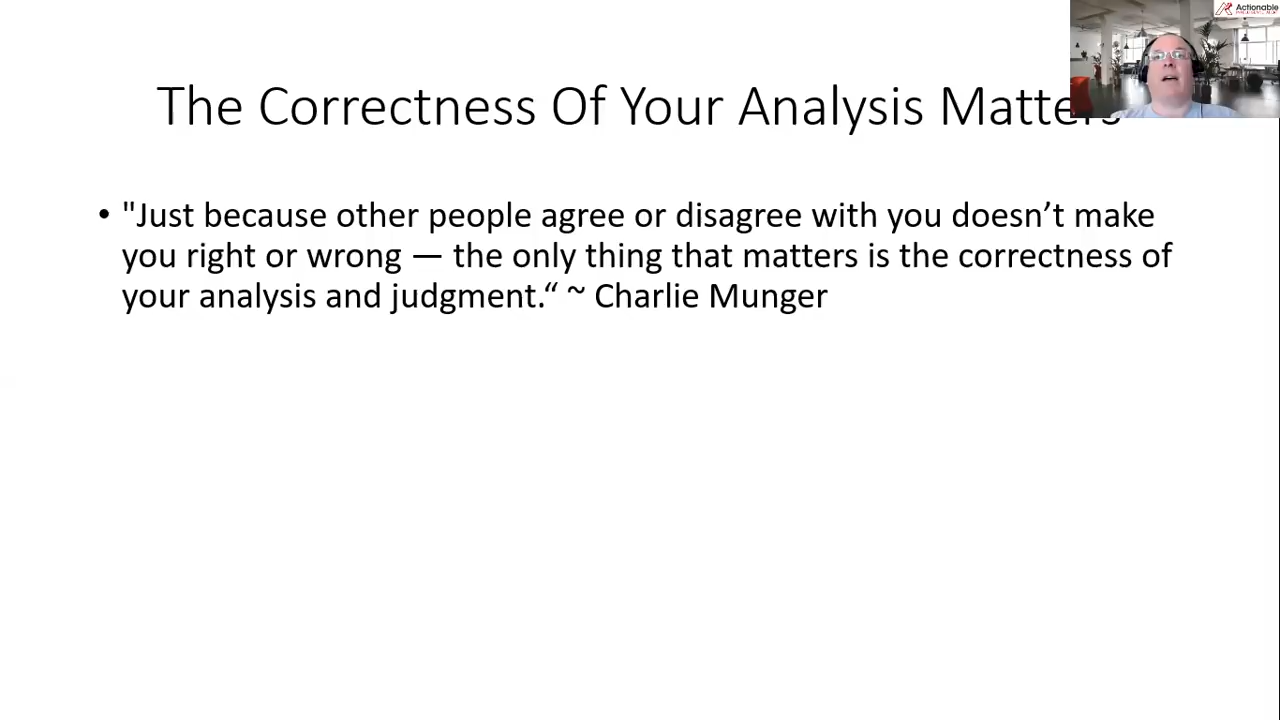 Actionable
The Correctness Of Your Analysis Matters
• "Just because other people agree or disagree with you doesn’t make
you right or wrong — the only thing that matters is the correctness of
your analysis and judgment.“ ~ Charlie Munger